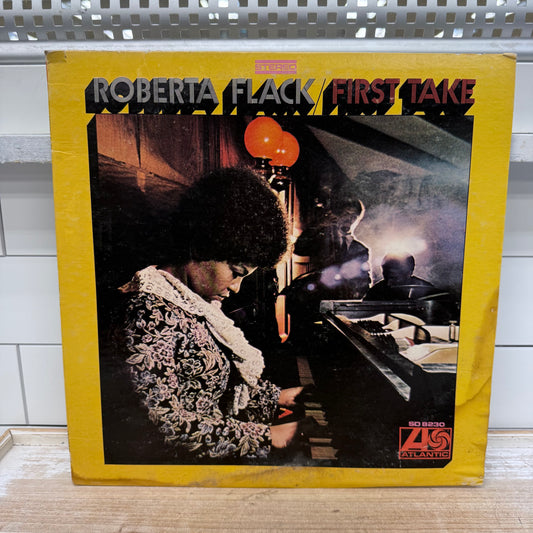 STEREO
ROBERTA FLACK/FIRST TAKE
SD 8230
ATLANTIC